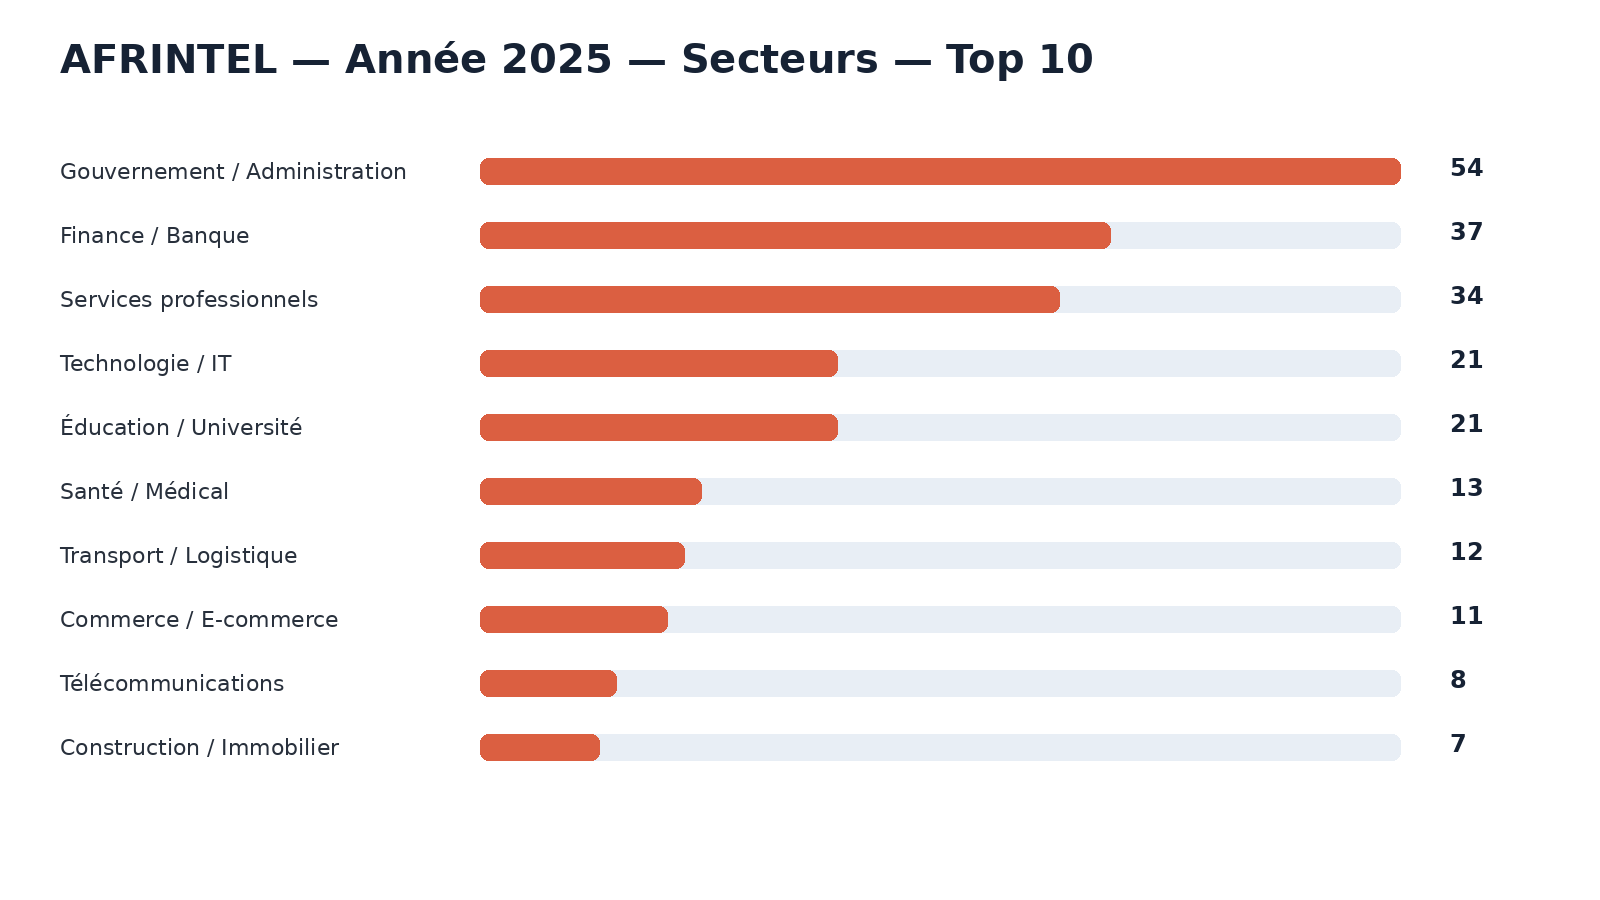 AFRINTEL — Année 2025 — Secteurs — Top 10
Gouvernement / Administration 54
Finance / Banque 37
Services professionnels 34
Technologie / IT 21
Éducation / Université 21
Santé / Médical 13
Transport / Logistique 12
Commerce / E-commerce 11
Télécommunications 8
Construction / Immobilier 7